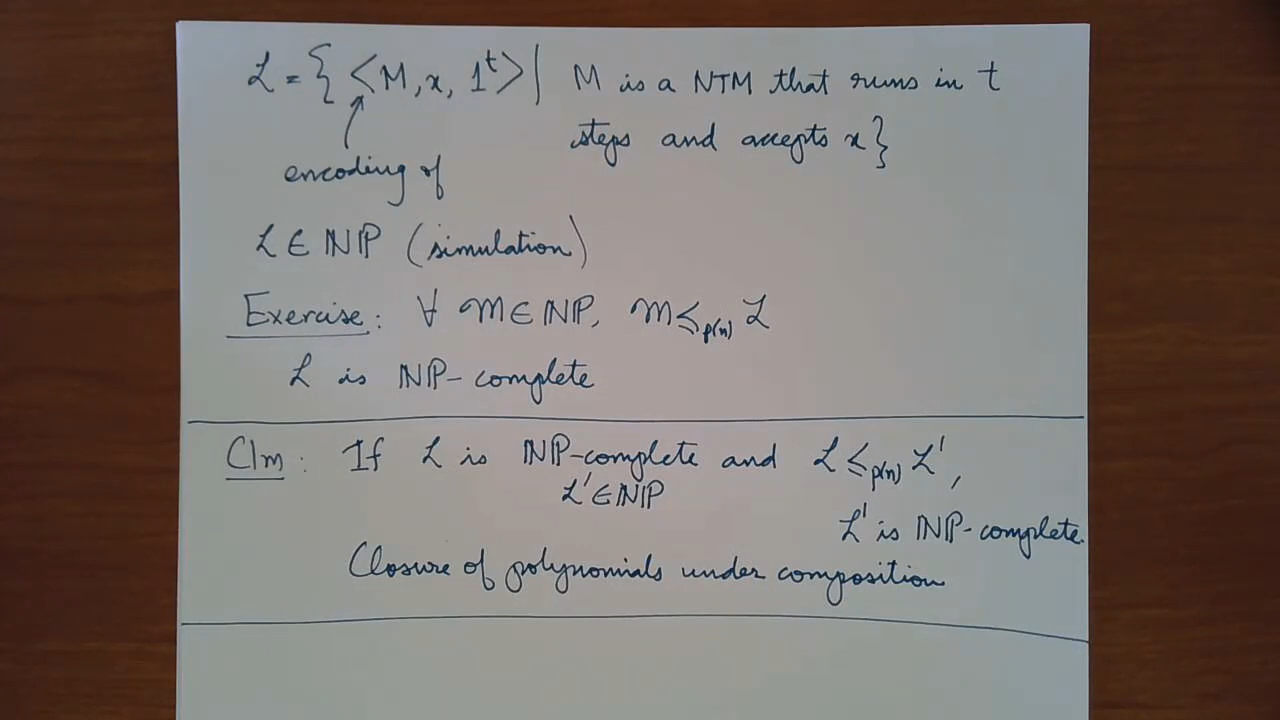 ℒ = { <M, x, 1ᵗ> | M is a NTM that runs in t
steps and accepts x }
encoding of
ℒ ∈ NP (simulation)
Exercise : ∀ M ∈ NP, M ≤p(n) ℒ
ℒ is NP-complete
Clm : If ℒ is NP-complete and ℒ ≤p(n) ℒ',
ℒ' ∈ NP
ℒ' is NP-complete.
Closure of polynomials under composition